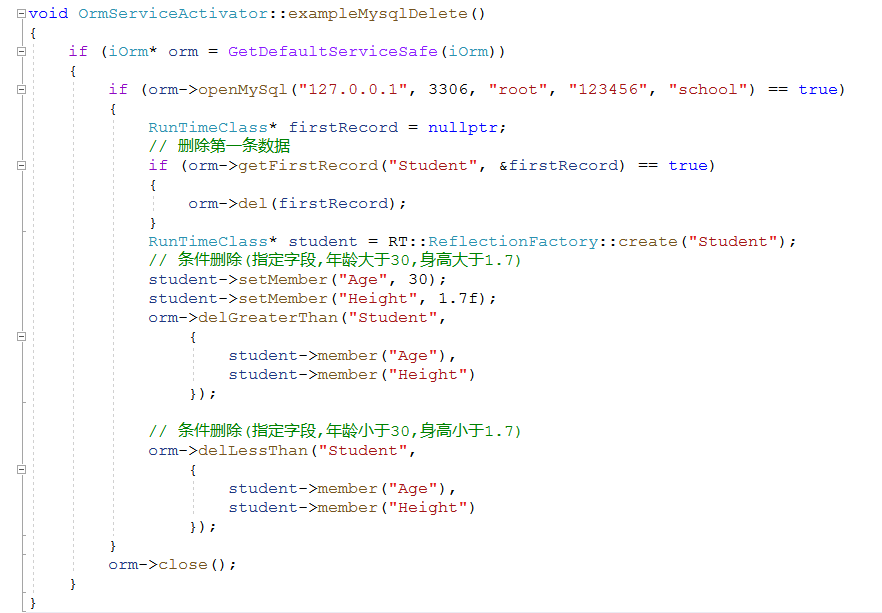 void OrmServiceActivator::exampleMysqlDelete()
{
if (iOrm* orm = GetDefaultServiceSafe(iOrm))
{
if (orm->openMySql("127.0.0.1", 3306, "root", "123456", "school") == true)
{
RunTimeClass* firstRecord = nullptr;
// 删除第一条数据
if (orm->getFirstRecord("Student", &firstRecord) == true)
{
orm->del(firstRecord);
}
RunTimeClass* student = RT::ReflectionFactory::create("Student");
// 条件删除(指定字段,年龄大于30,身高大于1.7)
student->setMember("Age", 30);
student->setMember("Height", 1.7f);
orm->delGreaterThan("Student",
{
student->member("Age"),
student->member("Height")
});
// 条件删除(指定字段,年龄小于30,身高小于1.7)
orm->delLessThan("Student",
{
student->member("Age"),
student->member("Height")
});
}
orm->close();
}
}